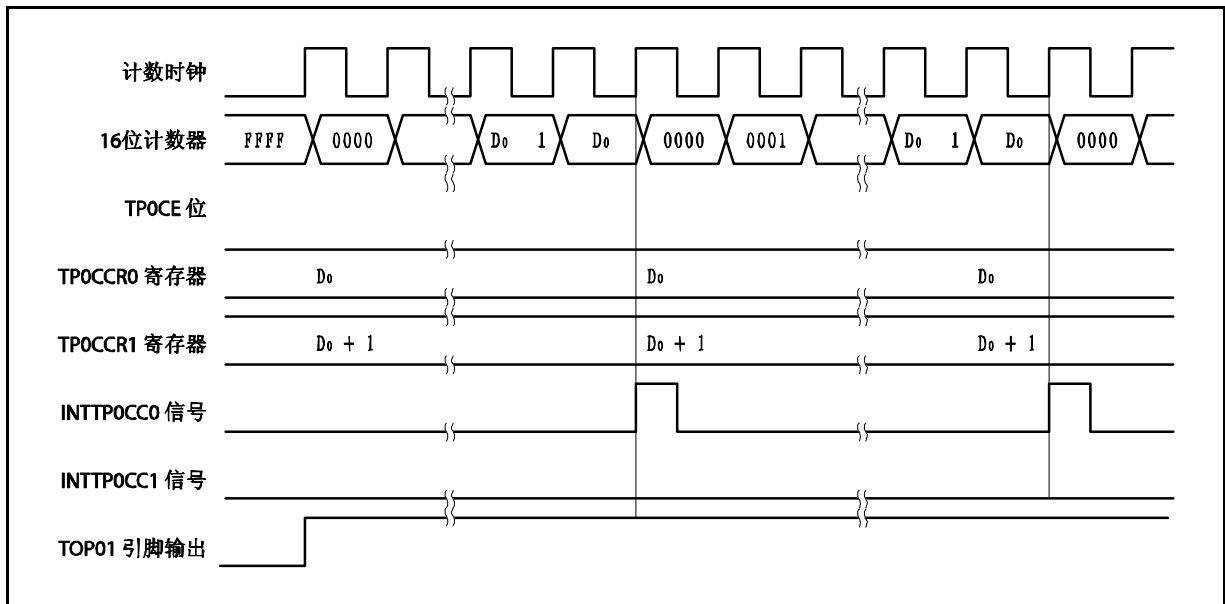 计数时钟
16位计数器 FFFF 0000 D0 1 D0 0000 0001 D0 1 D0 0000
TP0CE 位
TP0CCR0 寄存器 D0 D0 D0
TP0CCR1 寄存器 D0 + 1 D0 + 1 D0 + 1
INTTP0CC0 信号
INTTP0CC1 信号
TOP01 引脚输出